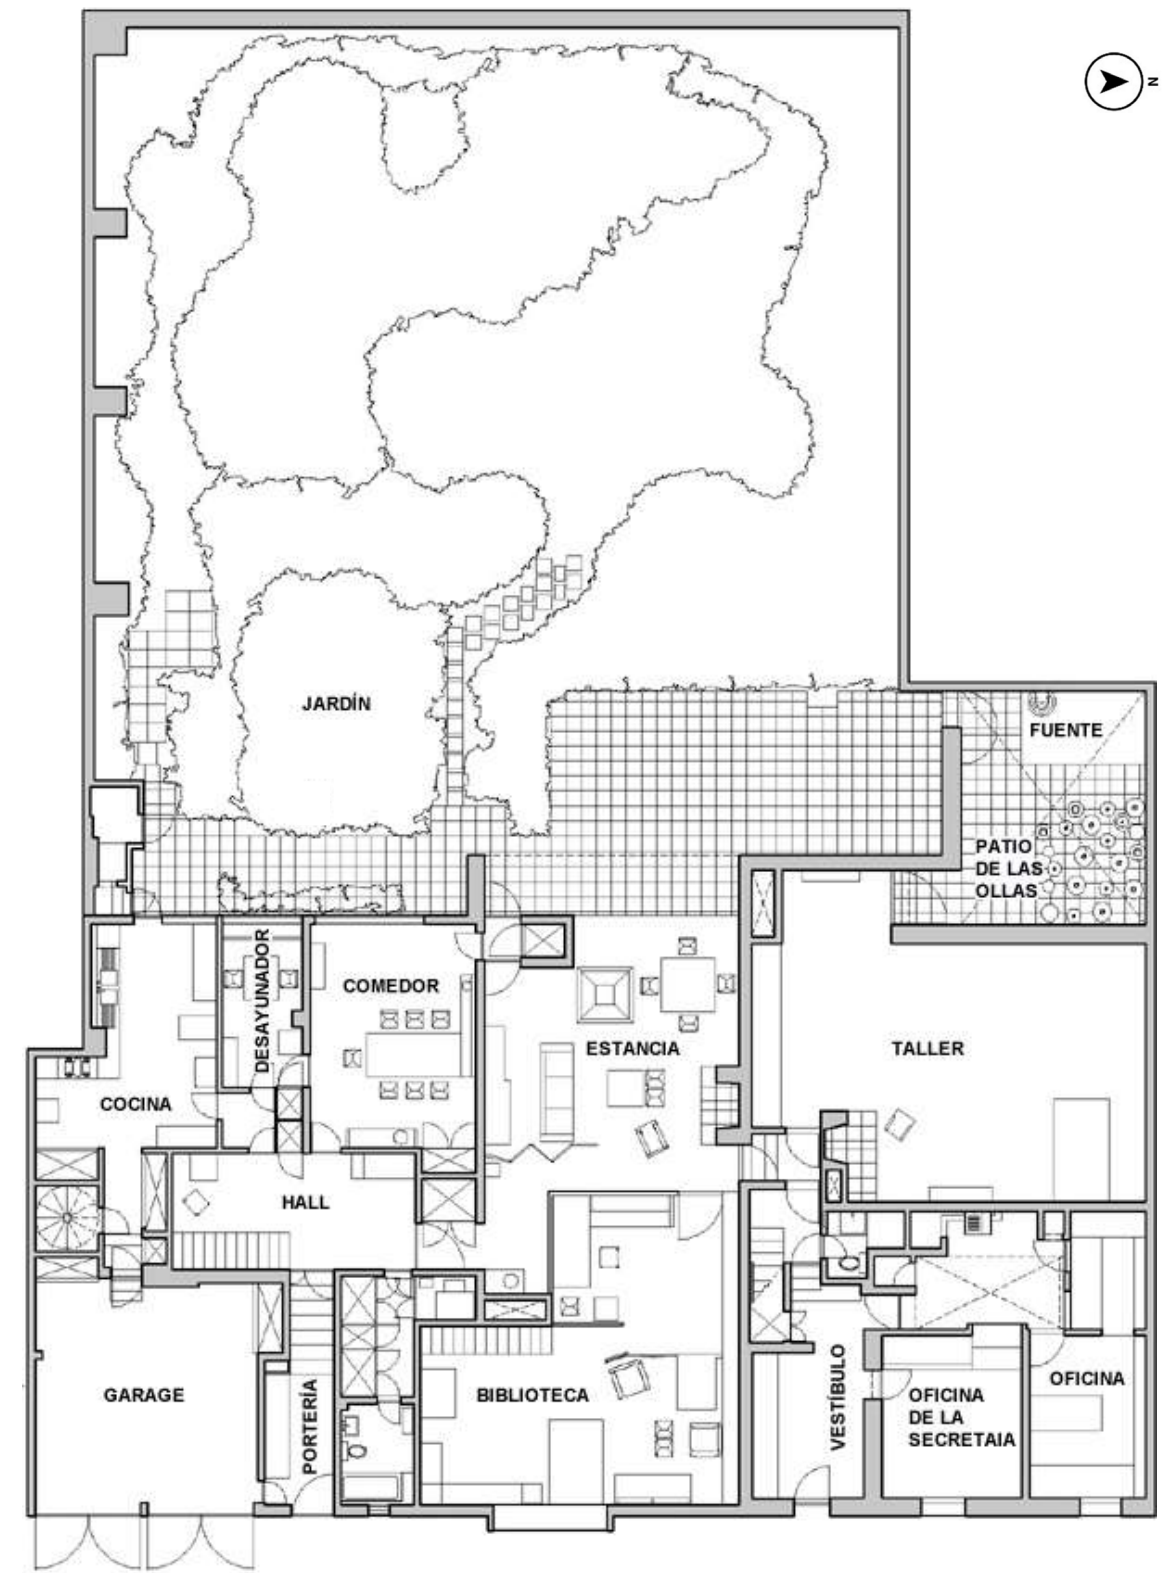 N
JARDÍN
FUENTE
PATIO
DE LAS
OLLAS
DESAYUNADOR
COMEDOR
ESTANCIA
TALLER
COCINA
HALL
GARAGE
PORTERÍA
BIBLIOTECA
VESTÍBULO
OFICINA
DE LA
SECRETAIA
OFICINA